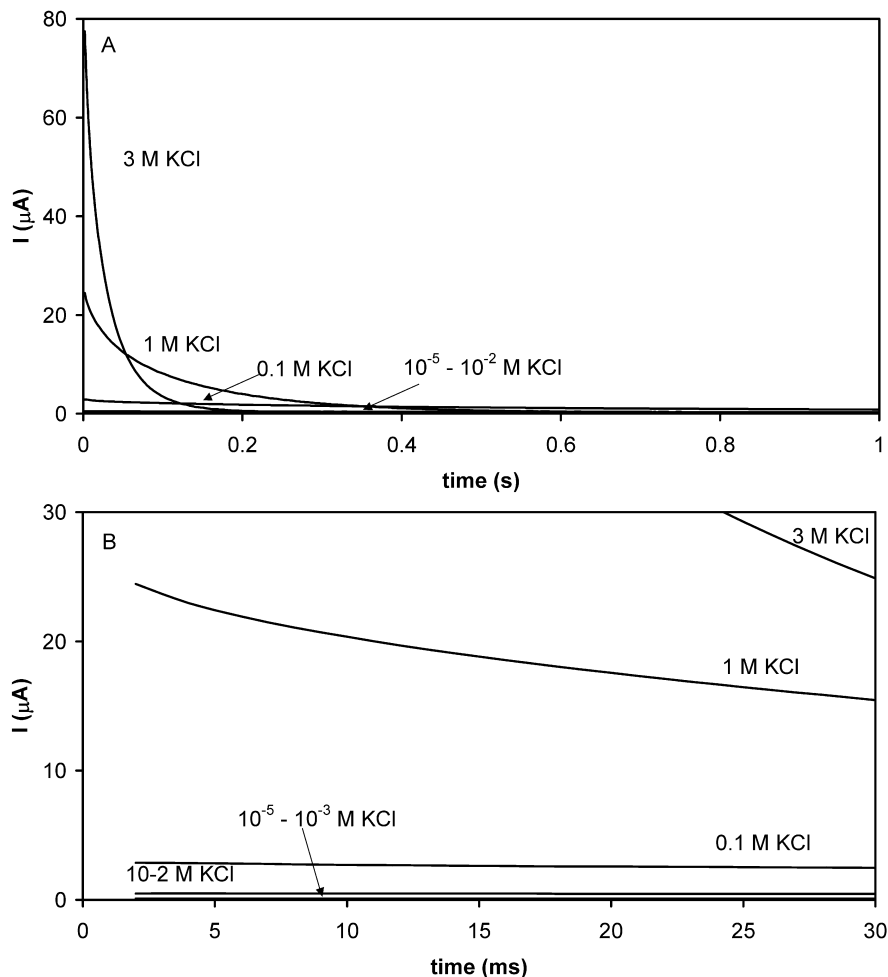 80
A
60
3 M KCl
I (μA)
40
20
1 M KCl
0.1 M KCl
10⁻⁵ - 10⁻² M KCl
0
0 0.2 0.4 0.6 0.8 1
time (s)
30
B
3 M KCl
20
1 M KCl
I (μA)
10
10⁻⁵ - 10⁻³ M KCl
0.1 M KCl
10-2 M KCl
0
0 5 10 15 20 25 30
time (ms)